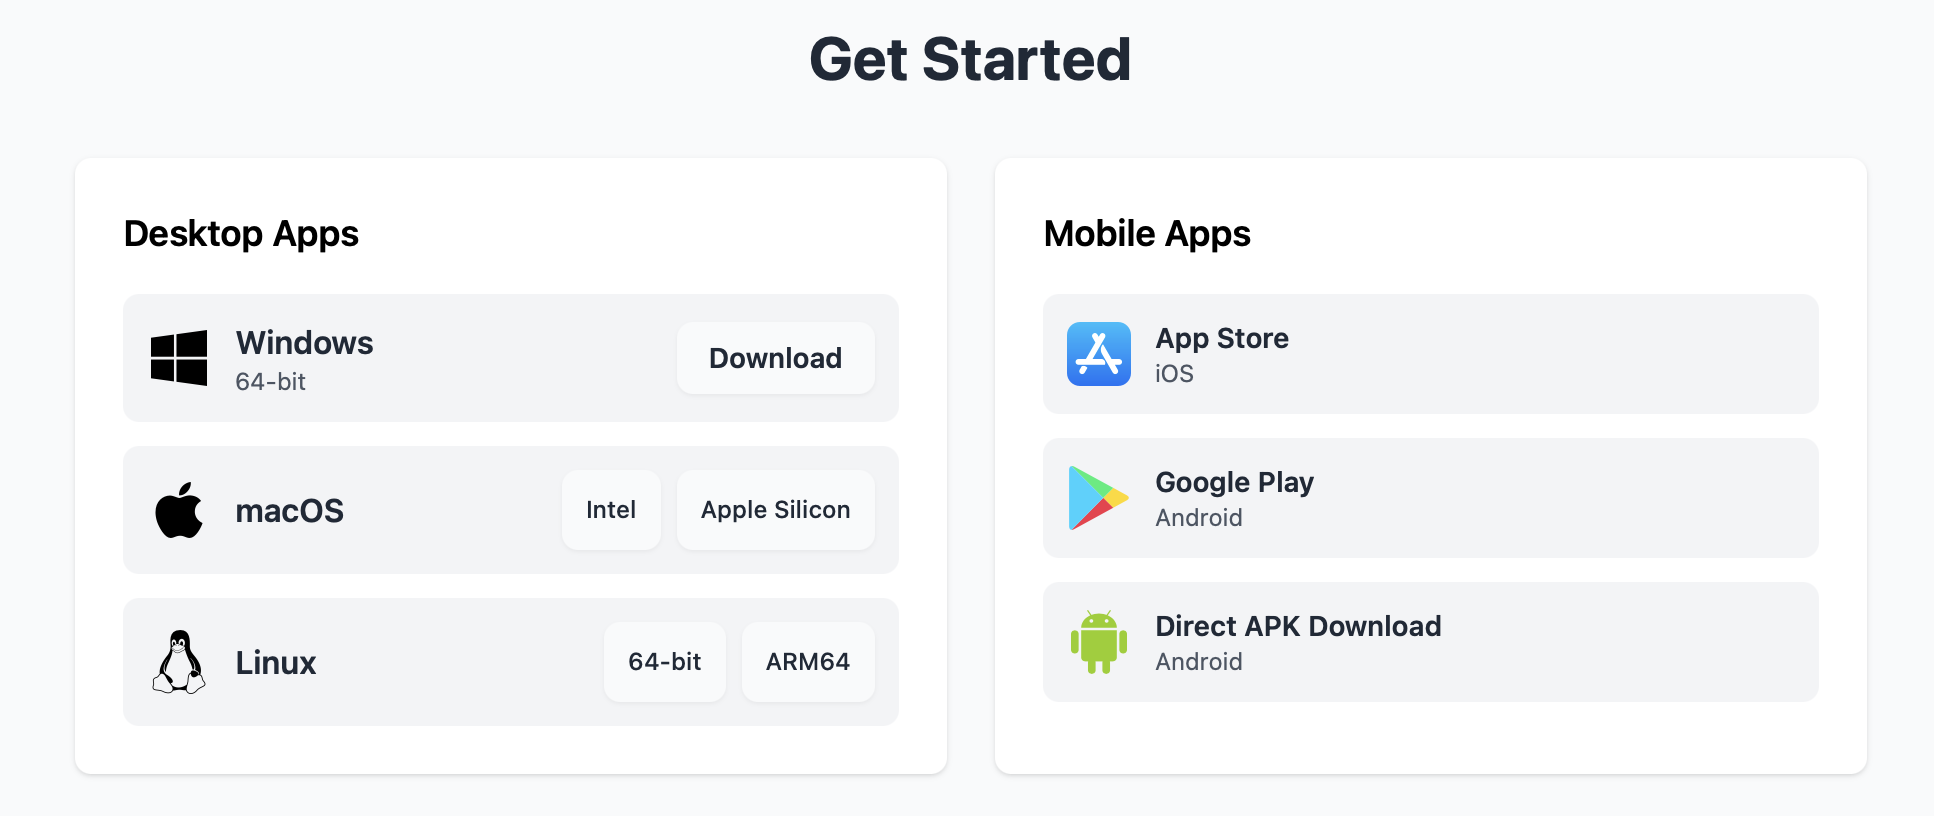 Get Started
Desktop Apps
Windows
64-bit
Download
macOS
Intel
Apple Silicon
Linux
64-bit
ARM64
Mobile Apps
App Store
iOS
Google Play
Android
Direct APK Download
Android